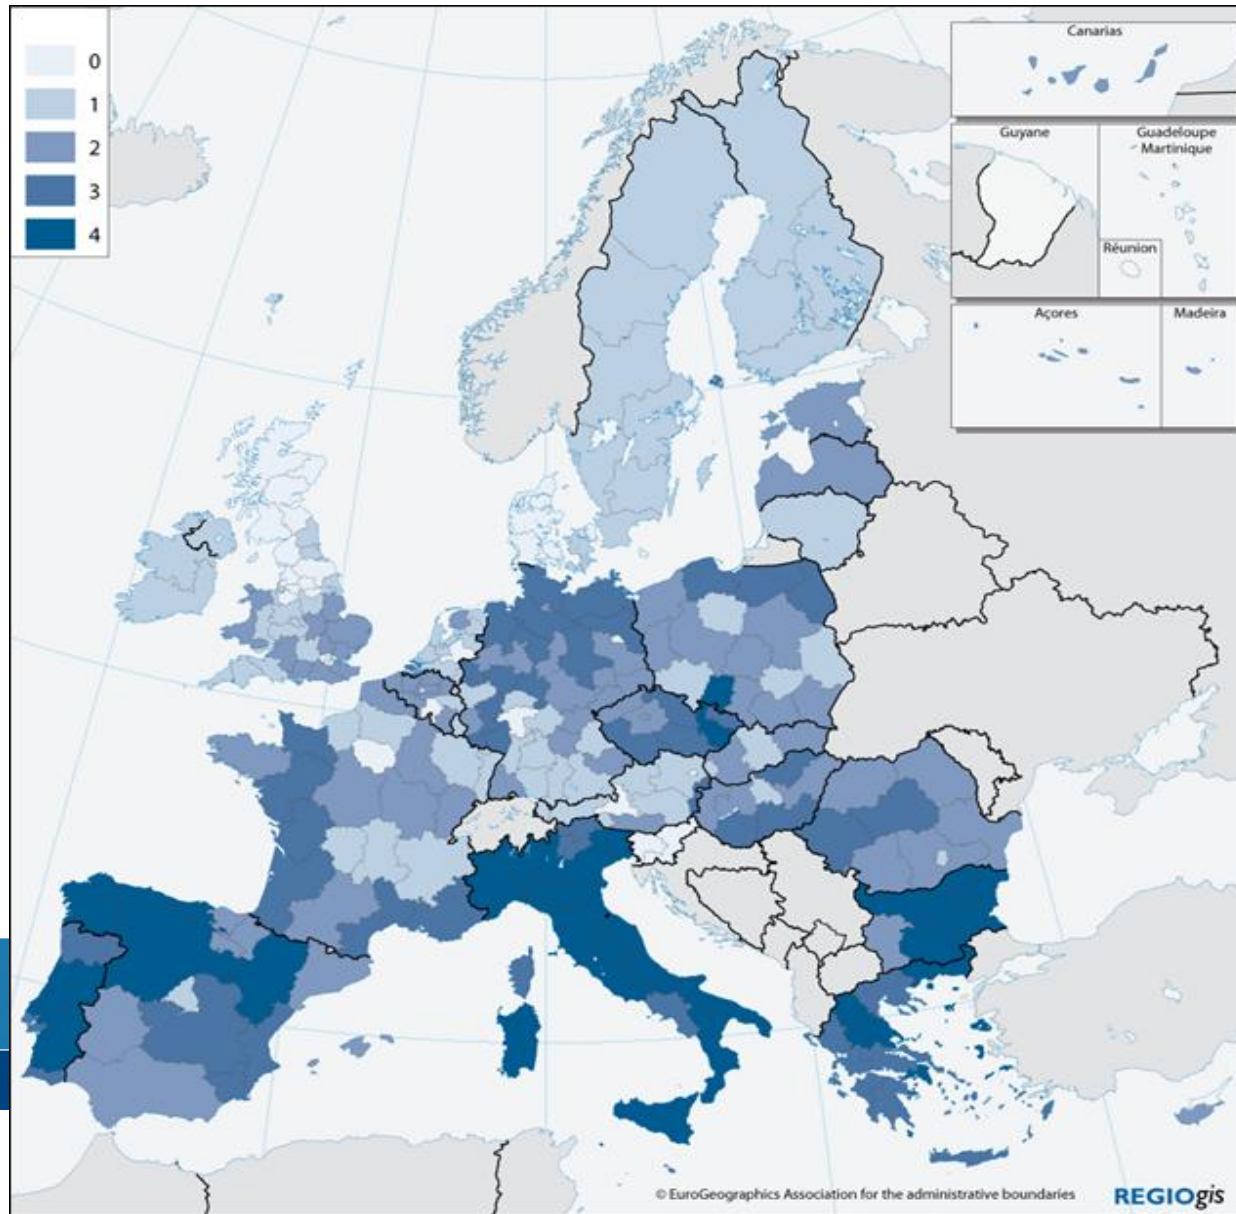 0
1
2
3
4
Canarias
Guyane
Guadeloupe
Martinique
Réunion
Açores
Madeira
© EuroGeographics Association for the administrative boundaries
REGIOgis